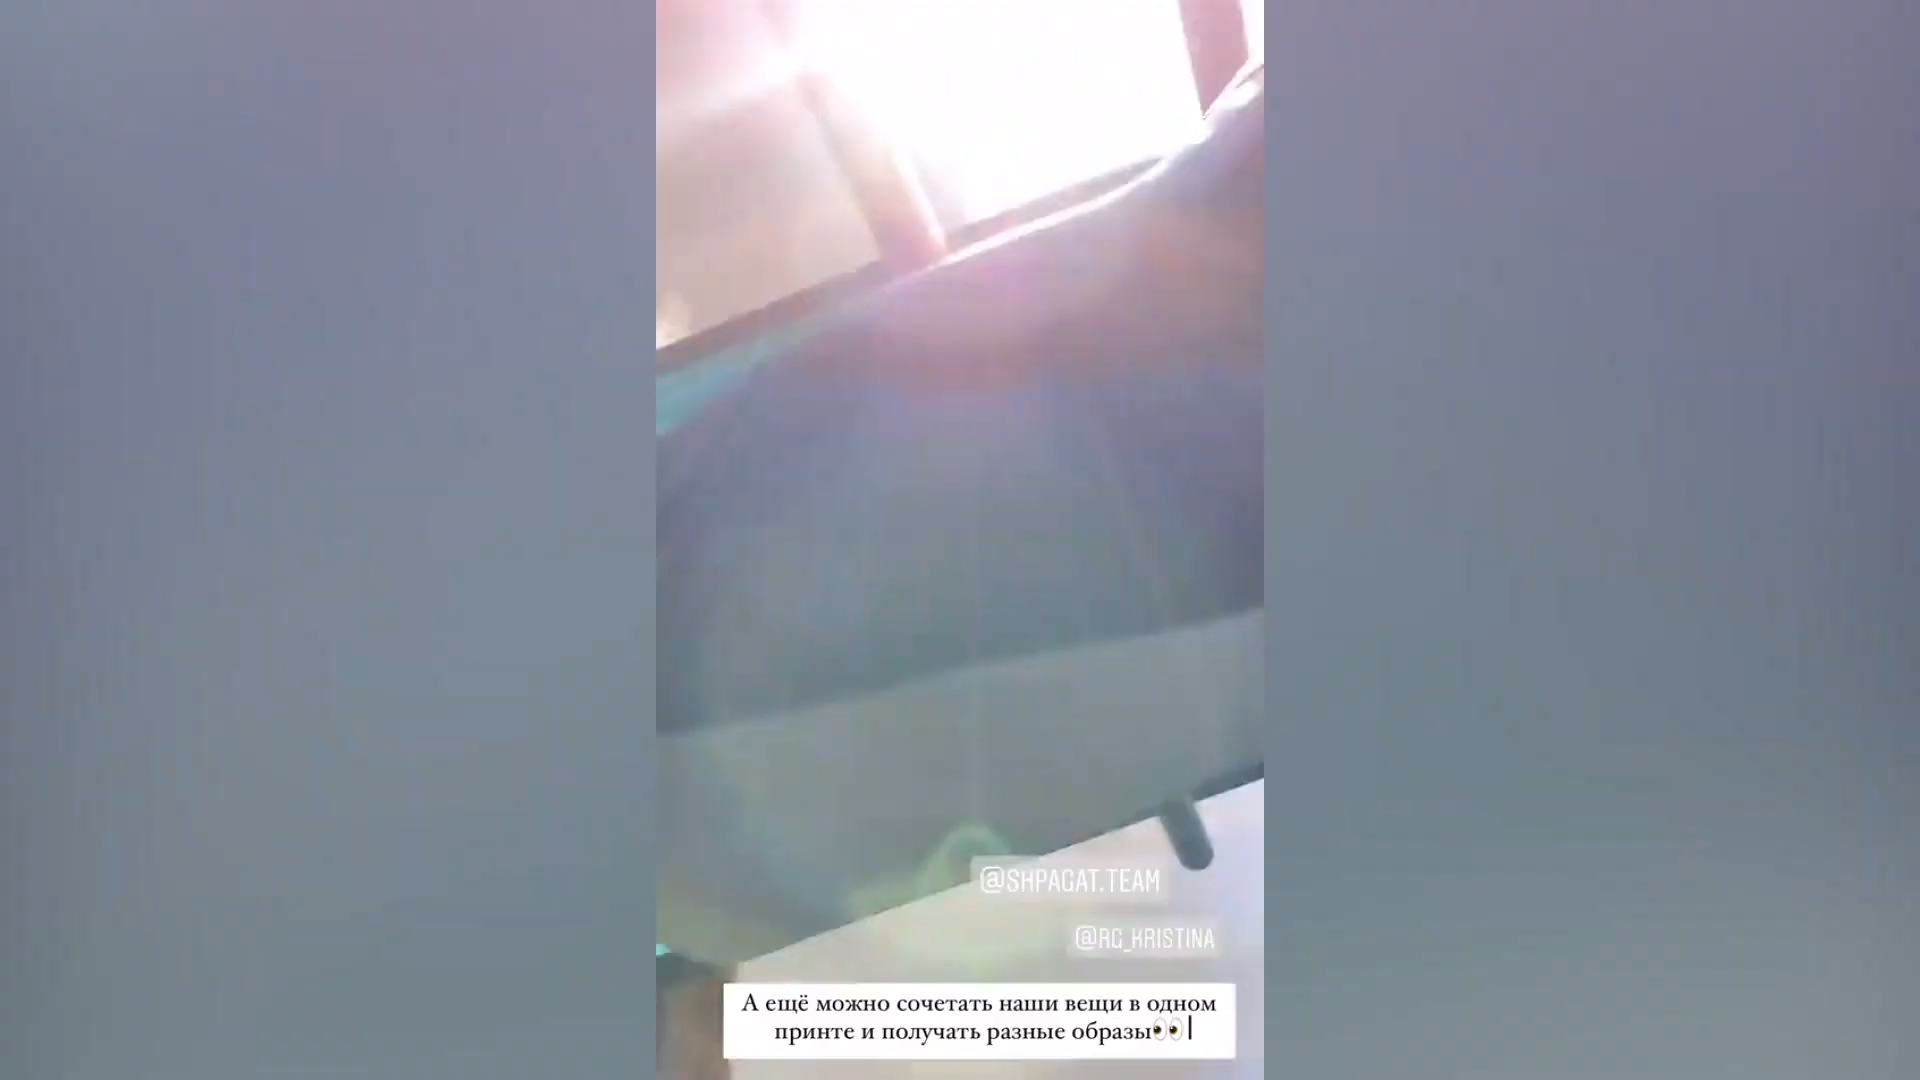 @SHPAGAT.TEAM
@RG_KRISTINA
А ещё можно сочетать наши вещи в одном
принте и получать разные образы👀|